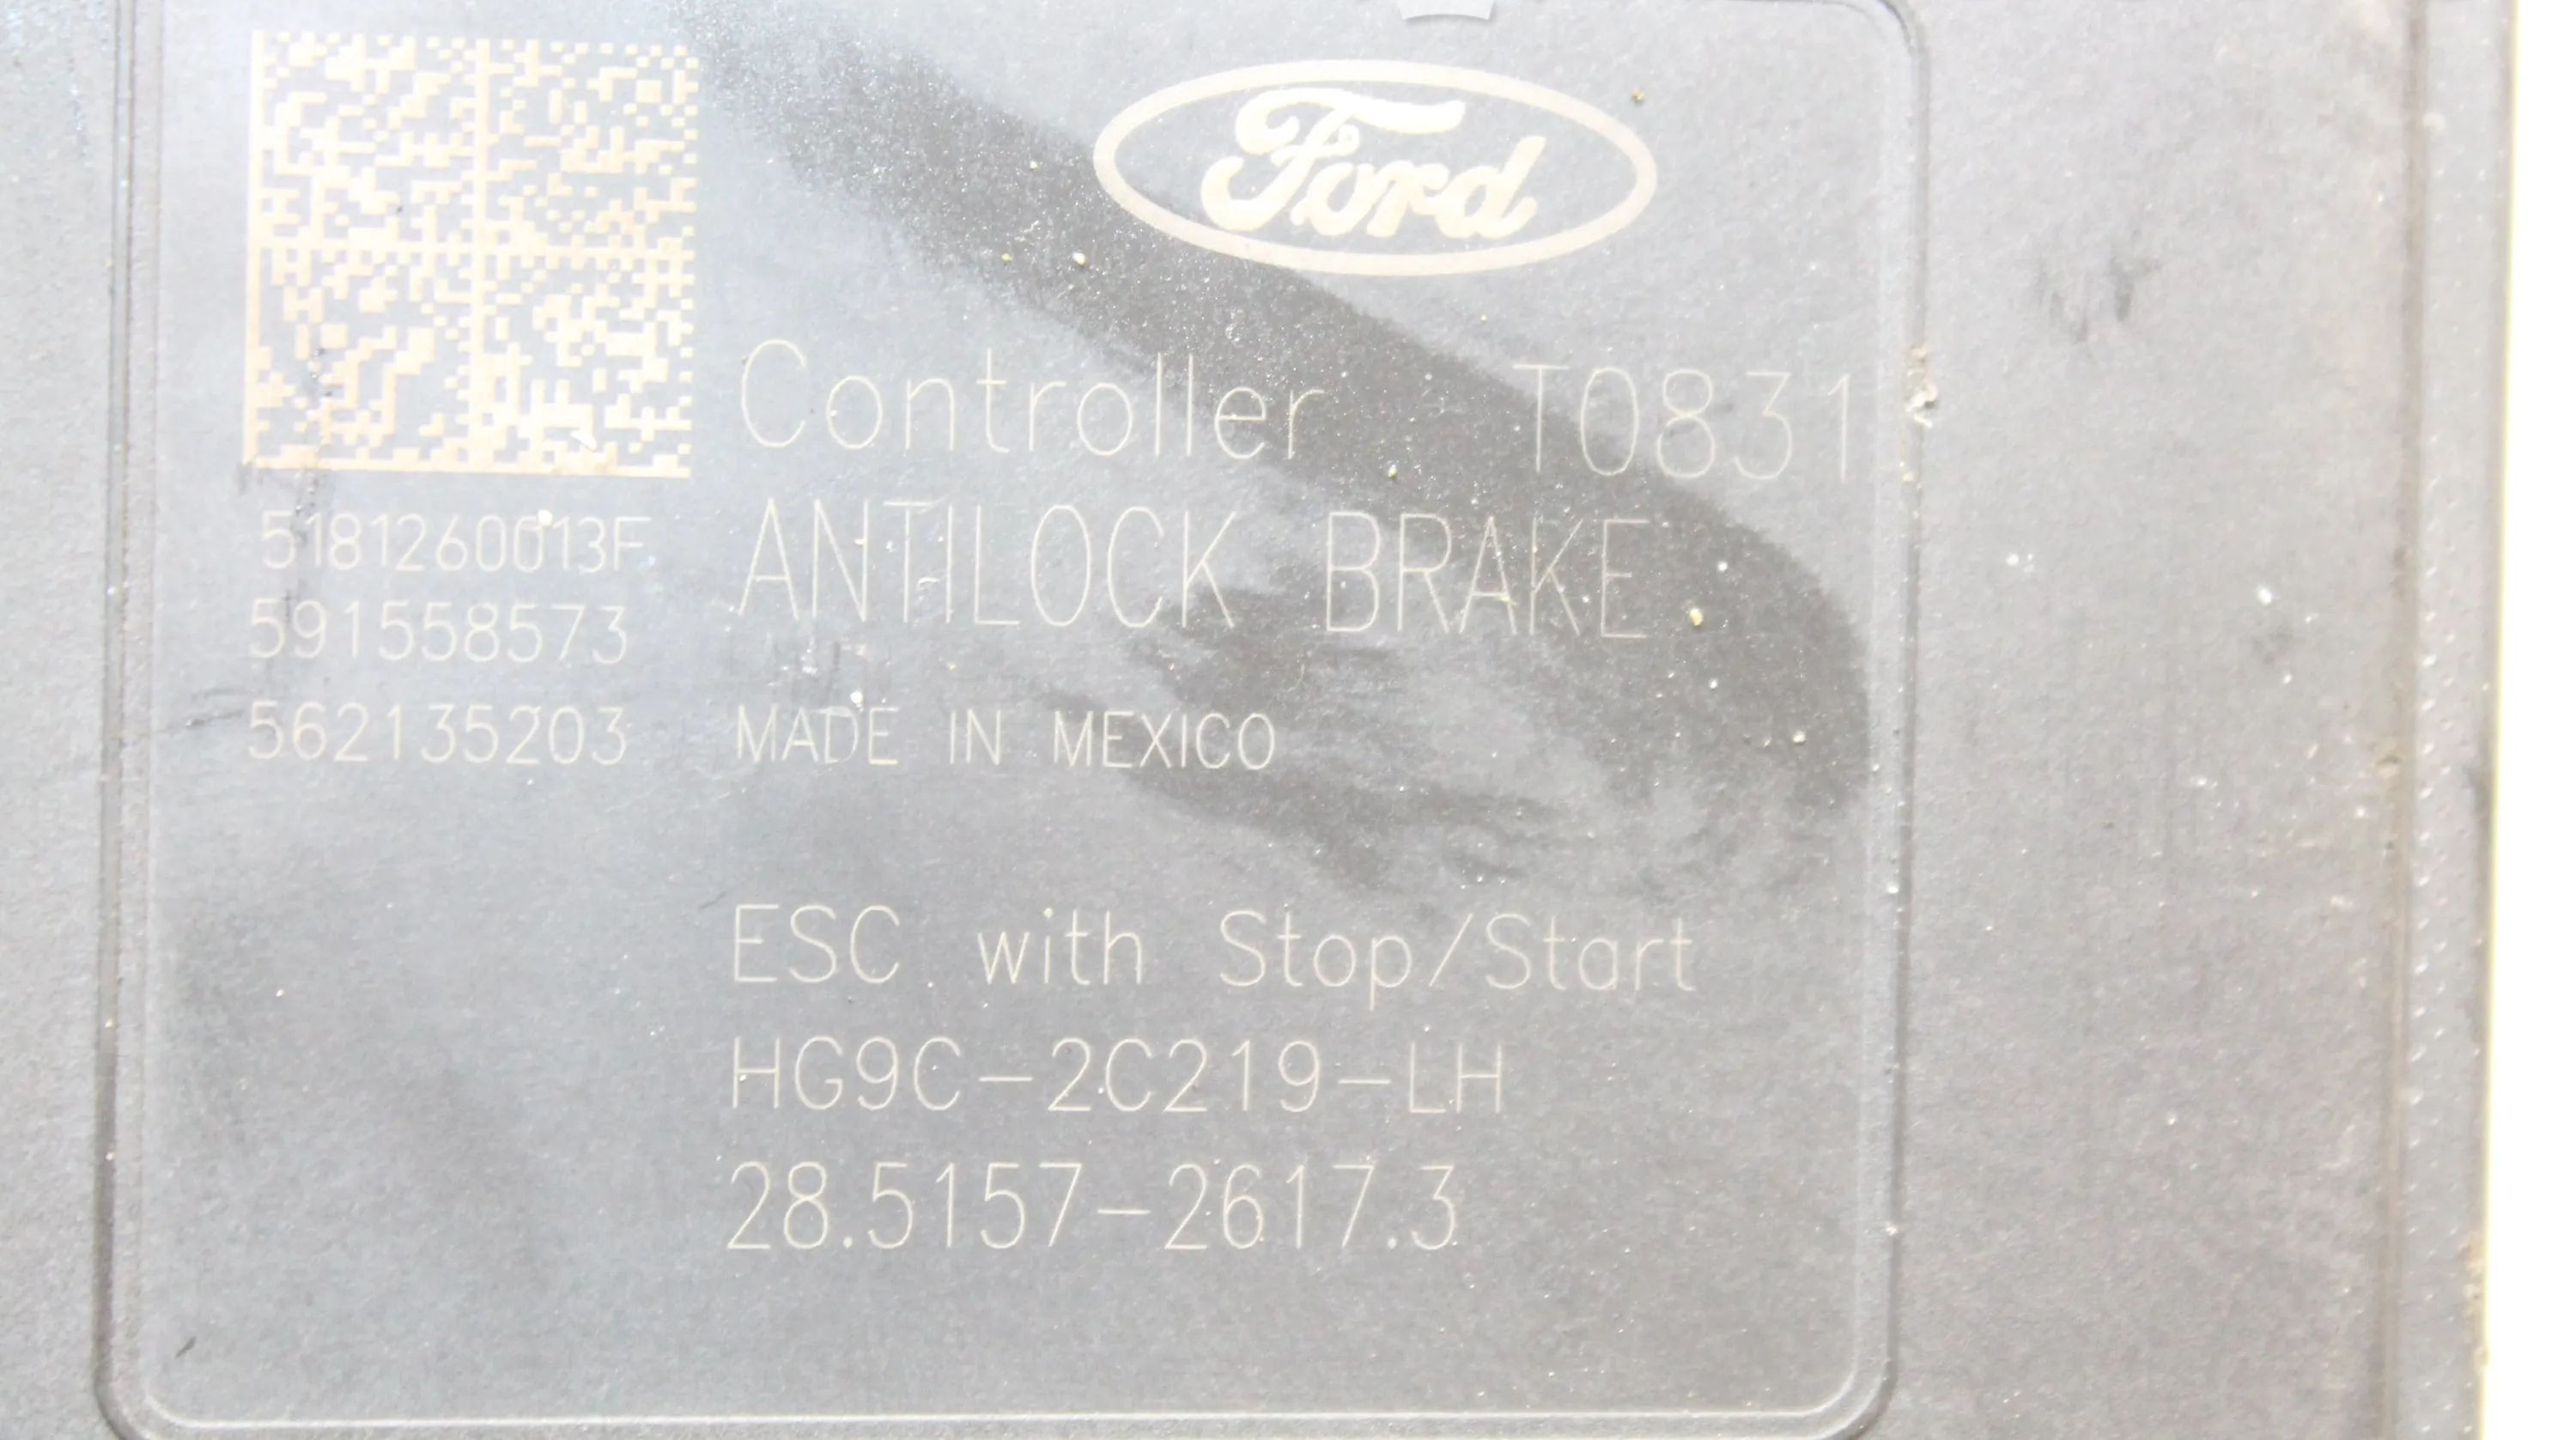 Ford
Controller T0831
ANTILOCK BRAKE
5181260013F
591558573
562135203
MADE IN MEXICO
ESC with Stop/Start
HG9C-2C219-LH
28.5157-2617.3